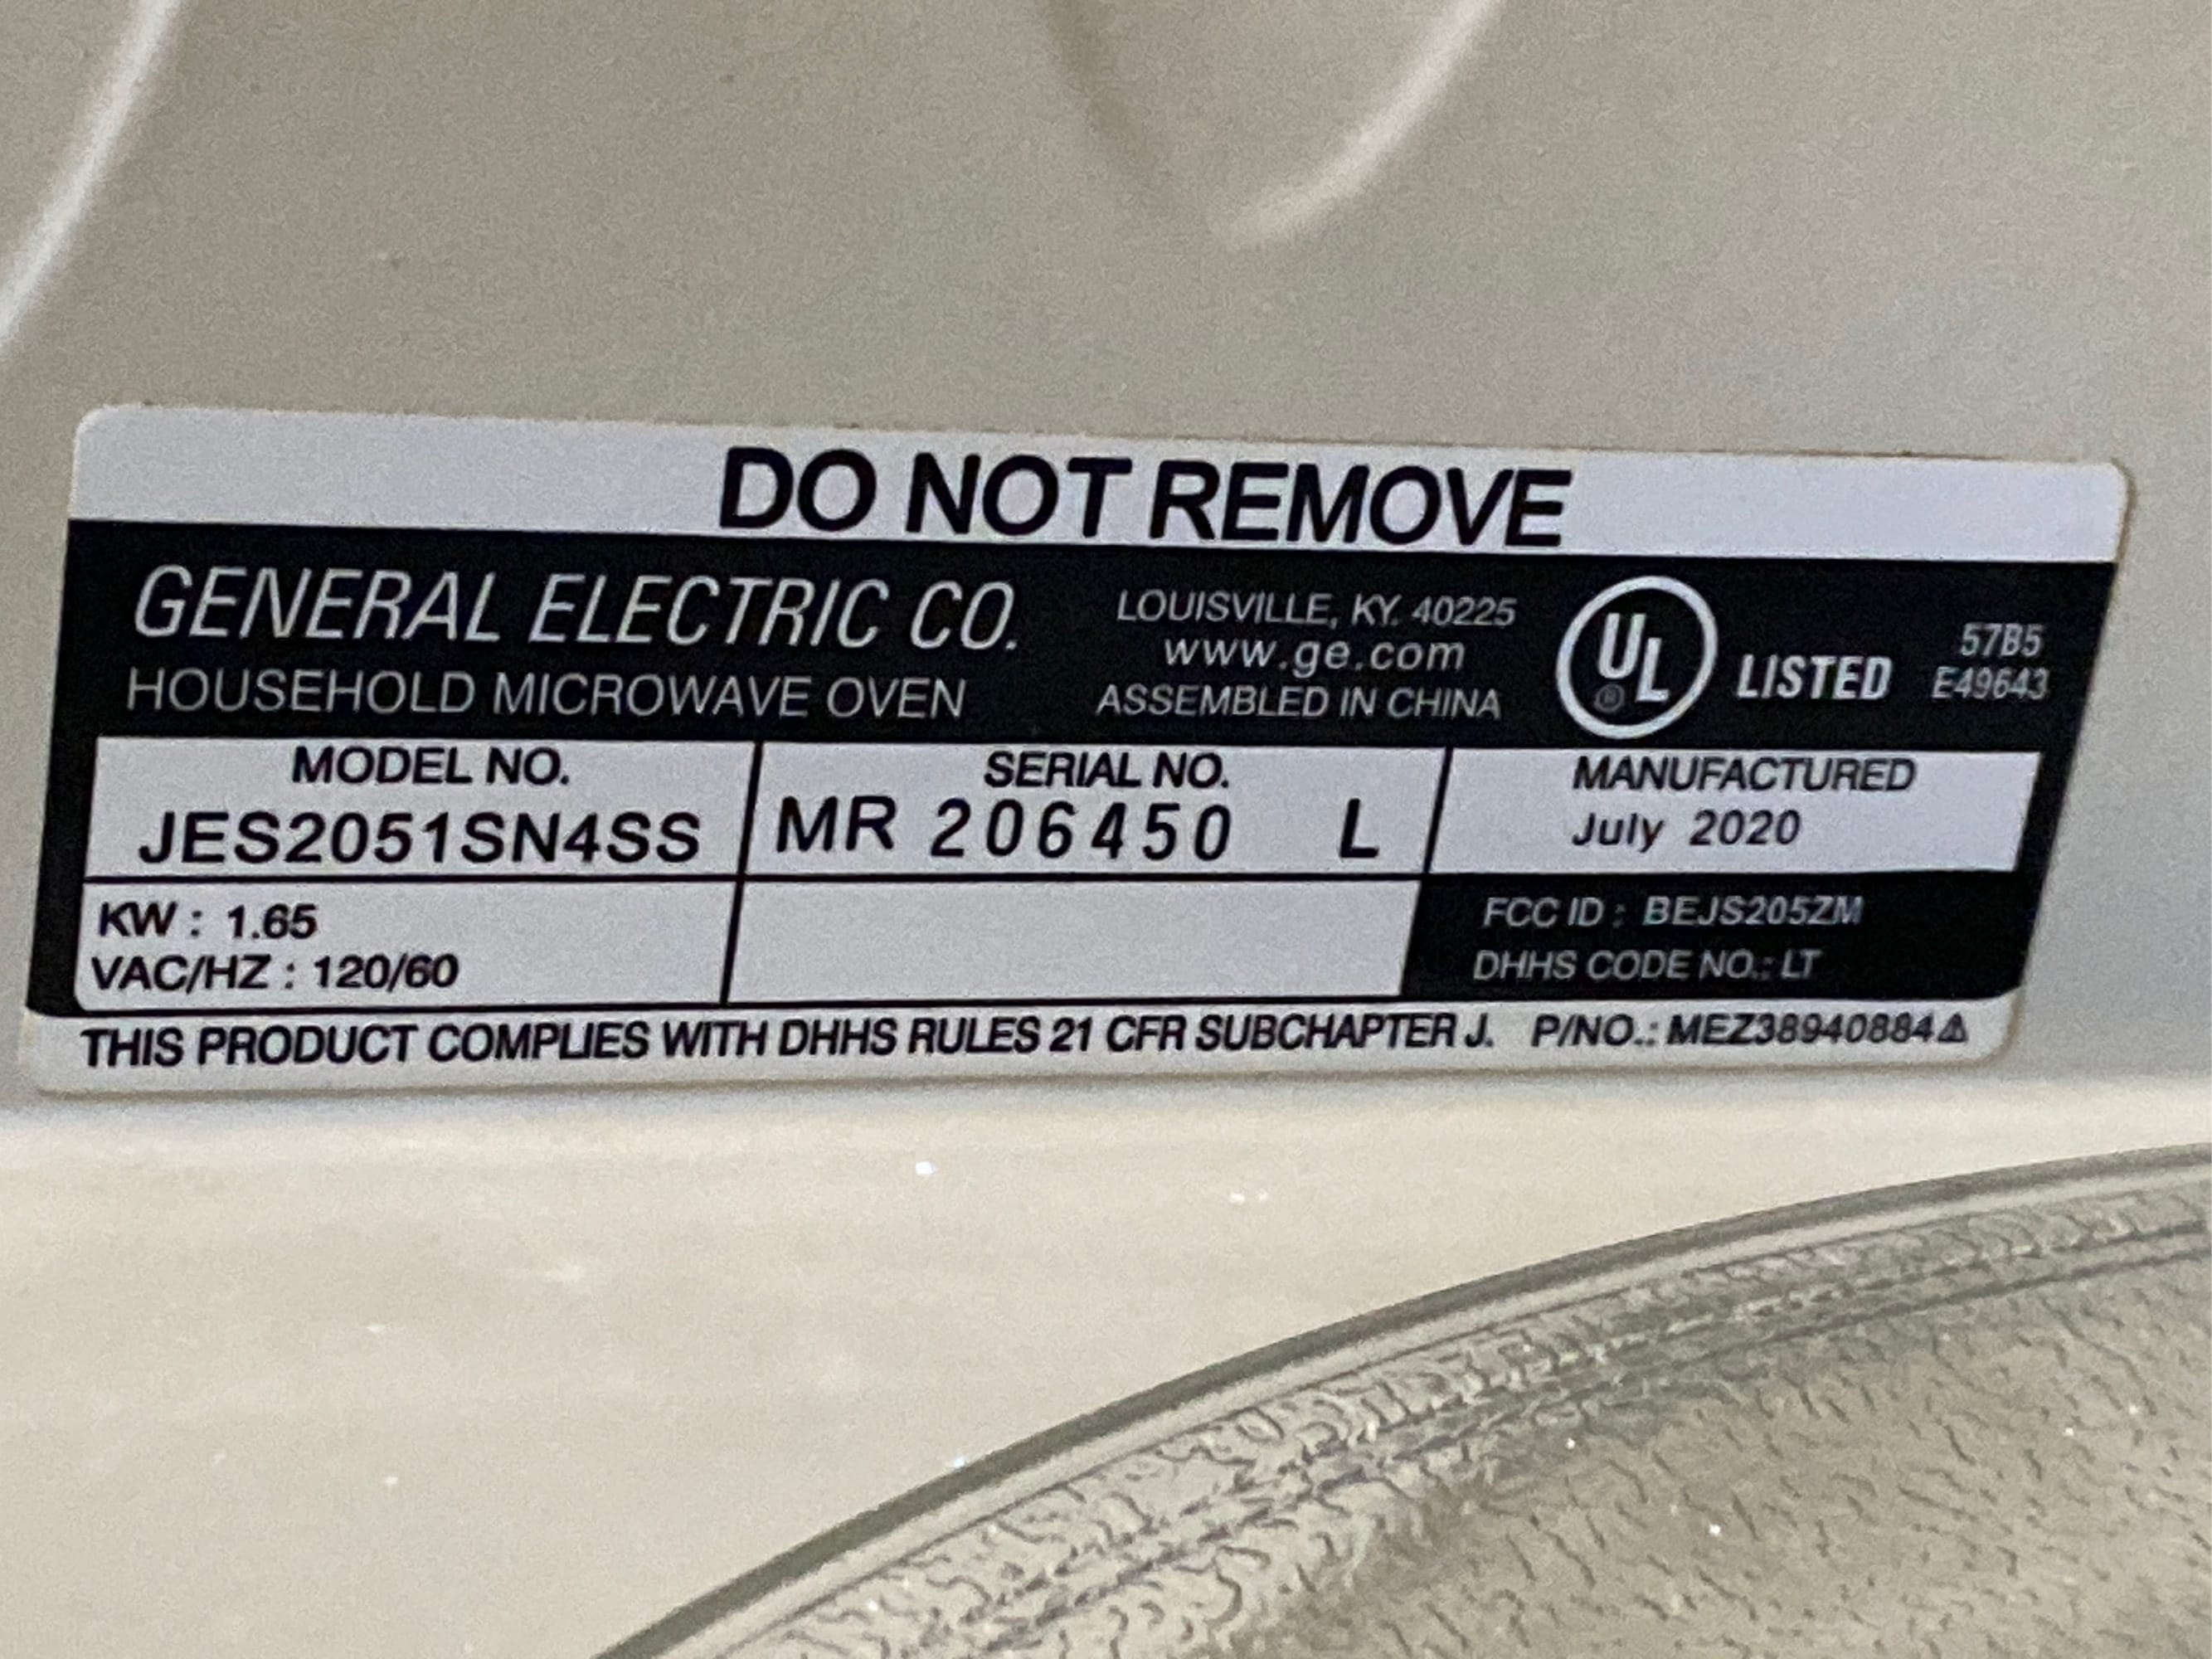 DO NOT REMOVE
GENERAL ELECTRIC CO.
HOUSEHOLD MICROWAVE OVEN
LOUISVILLE, KY. 40225
www.ge.com
ASSEMBLED IN CHINA
UL ® LISTED
57B5
E49643
MODEL NO.
JES2051SN4SS
SERIAL NO.
MR 206450 L
MANUFACTURED
July 2020
KW : 1.65
VAC/HZ : 120/60
FCC ID : BEJS205ZM
DHHS CODE NO.: LT
THIS PRODUCT COMPLIES WITH DHHS RULES 21 CFR SUBCHAPTER J. P/NO.: MEZ38940884